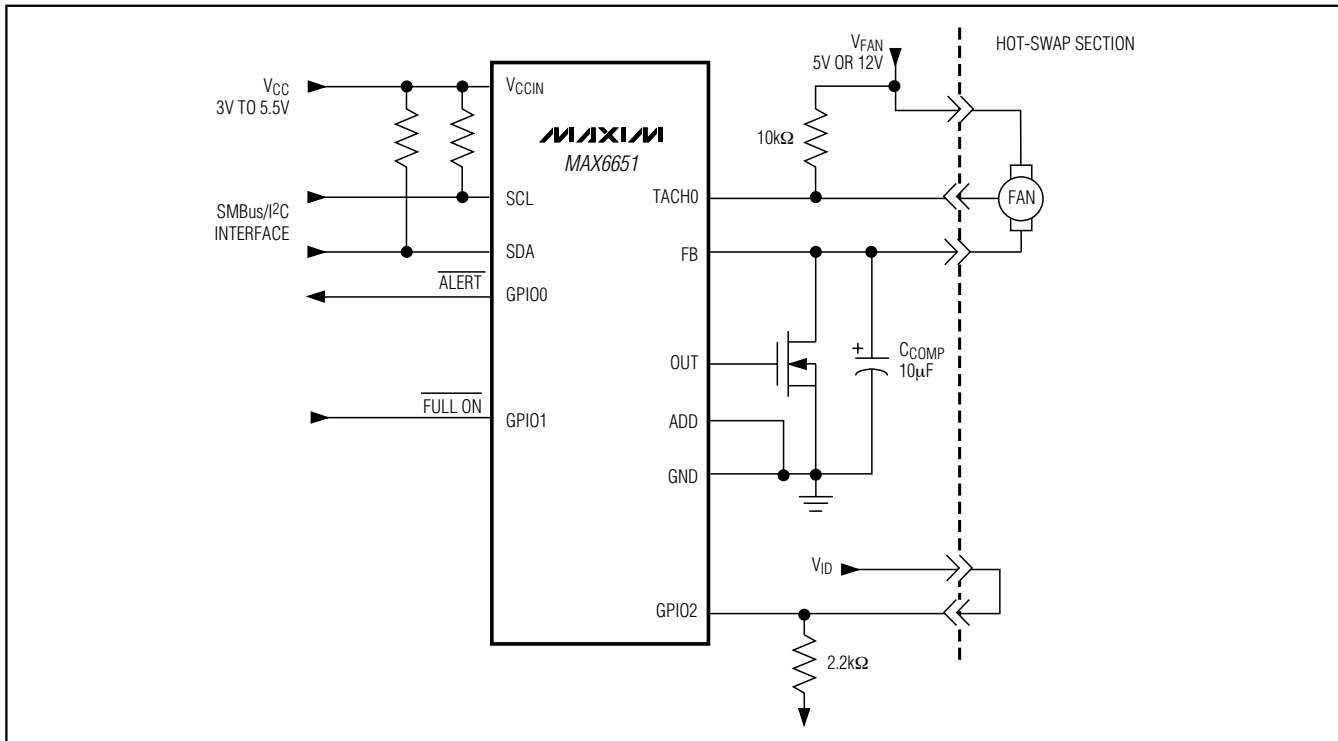 HOT-SWAP SECTION
VFAN
5V OR 12V
VCC
3V TO 5.5V
VCCIN
MAXIM
MAX6651
10kΩ
SCL
TACH0
FAN
SMBus/I2C
INTERFACE
SDA
FB
ALERT
GPIO0
OUT
+
CCOMP
10μF
FULL ON
GPIO1
ADD
GND
VID
GPIO2
2.2kΩ